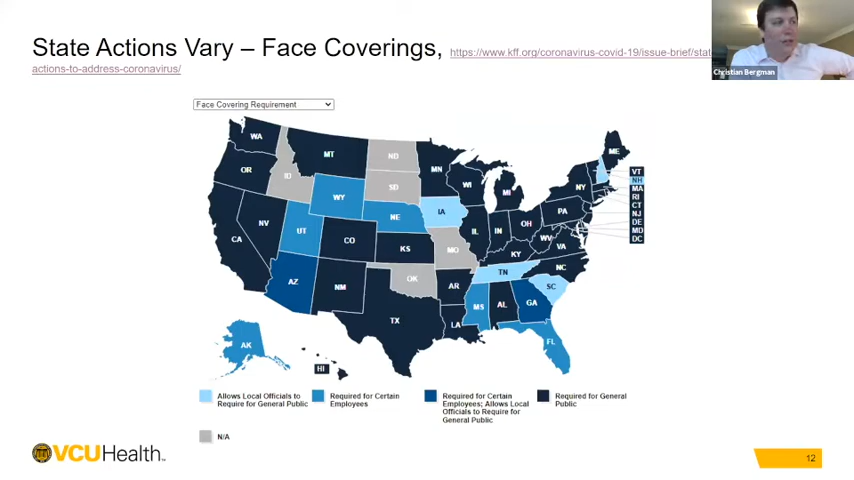 State Actions Vary – Face Coverings, https://www.kff.org/coronavirus-covid-19/issue-brief/stat
actions-to-address-coronavirus/
Christian Bergman
Face Covering Requirement
WA
MT
ND
MN
ME
OR
ID
SD
WI
MI
NY
VT
NH
MA
RI
CT
NJ
DE
MD
DC
WY
NE
IA
PA
NV
UT
CO
KS
MO
IL
IN
OH
WV
VA
KY
CA
AZ
NM
OK
AR
TN
NC
SC
TX
LA
MS
AL
GA
FL
AK
HI
Allows Local Officials to
Require for General Public
Required for Certain
Employees
Required for Certain
Employees; Allows Local
Officials to Require for
General Public
Required for General
Public
N/A
VCUHealth™
12